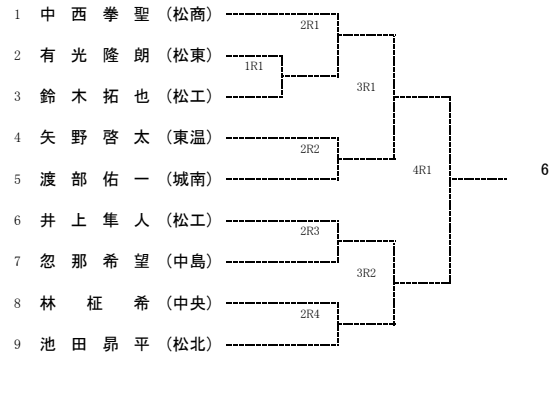 1 中 西 拳 聖 (松商)
2R1
2 有 光 隆 朗 (松東)
1R1
3R1
3 鈴 木 拓 也 (松工)
4 矢 野 啓 太 (東温)
2R2
4R1
6
5 渡 部 佑 一 (城南)
6 井 上 隼 人 (松工)
2R3
7 忽 那 希 望 (中島)
3R2
8 林 柾 希 (中央)
2R4
9 池 田 昴 平 (松北)